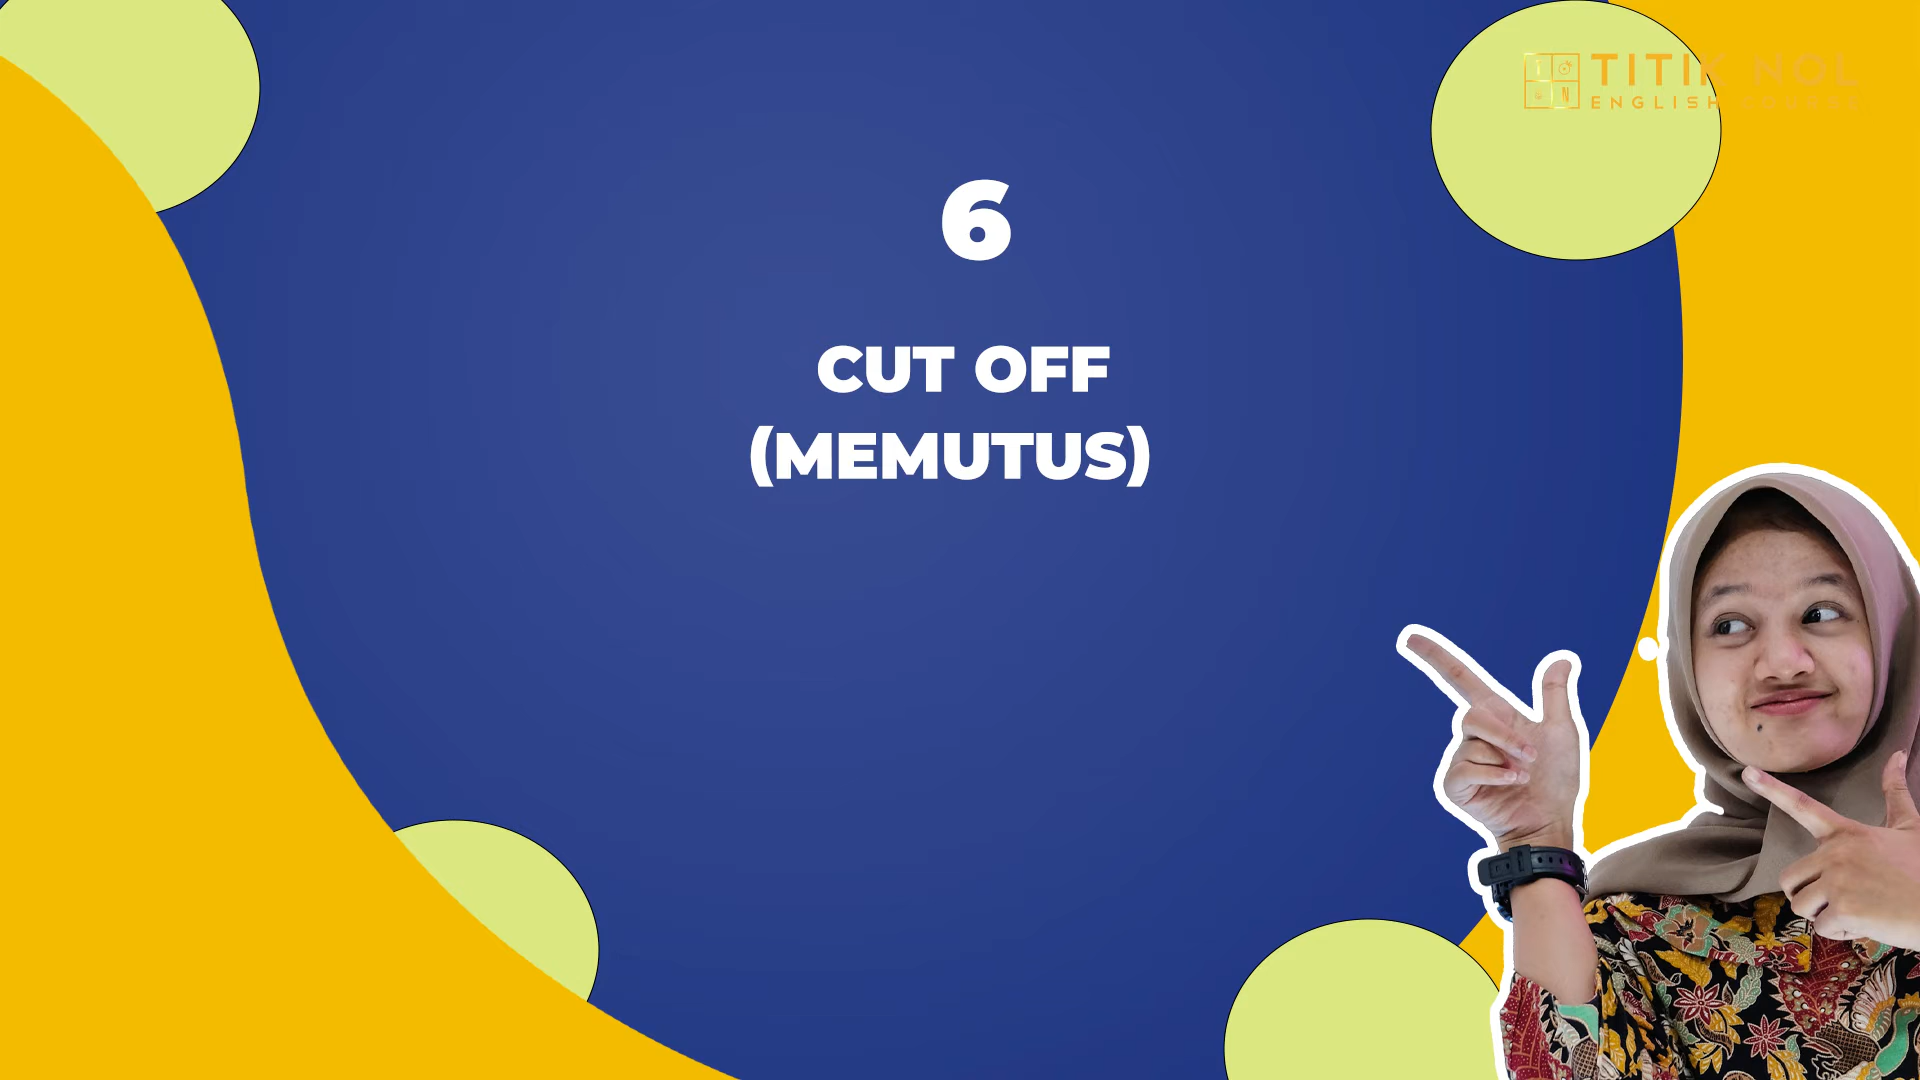 TITIK NOL
ENGLISH COURSE
6
CUT OFF
(MEMUTUS)